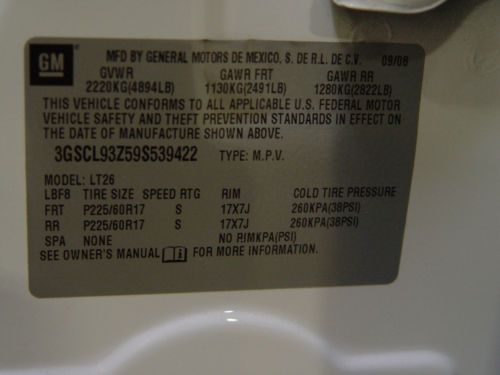 GM MFD BY GENERAL MOTORS DE MEXICO, S. DE R.L. DE C.V. 09/08
GVWR GAWR FRT GAWR RR
2220KG(4894LB) 1130KG(2491LB) 1280KG(2822LB)
THIS VEHICLE CONFORMS TO ALL APPLICABLE U.S. FEDERAL MOTOR
VEHICLE SAFETY AND THEFT PREVENTION STANDARDS IN EFFECT ON
THE DATE OF MANUFACTURE SHOWN ABOVE.
3GSCL93Z59S539422 TYPE: M.P.V.
MODEL: LT26
LBF8 TIRE SIZE SPEED RTG RIM COLD TIRE PRESSURE
FRT P225/60R17 S 17X7J 260KPA(38PSI)
RR P225/60R17 S 17X7J 260KPA(38PSI)
SPA NONE NO RIMKPA(PSI)
SEE OWNER'S MANUAL FOR MORE INFORMATION.